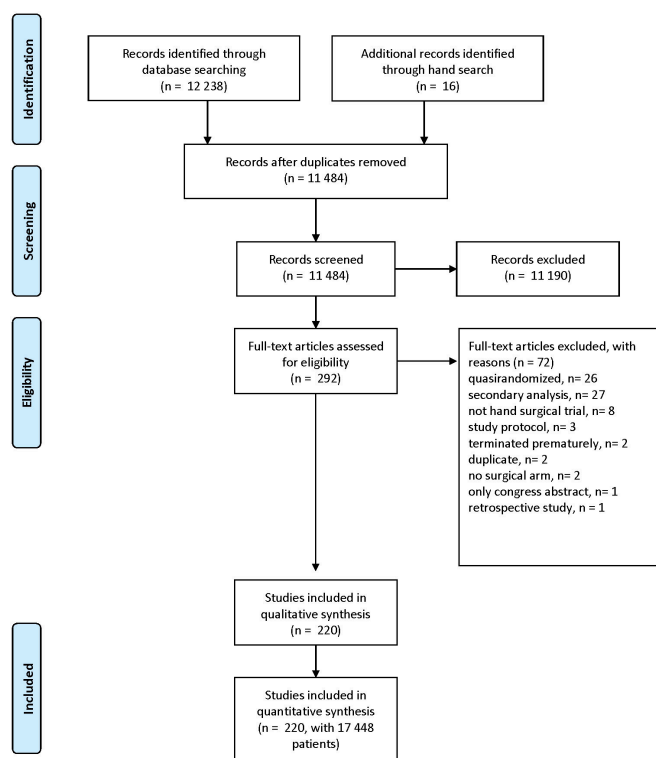 Identification
Records identified through
database searching
(n = 12 238)
Additional records identified
through hand search
(n = 16)
Records after duplicates removed
(n = 11 484)
Screening
Records screened
(n = 11 484)
Records excluded
(n = 11 190)
Eligibility
Full-text articles assessed
for eligibility
(n = 292)
Full-text articles excluded, with
reasons (n = 72)
quasirandomized, n= 26
secondary analysis, n= 27
not hand surgical trial, n= 8
study protocol, n= 3
terminated prematurely, n= 2
duplicate, n= 2
no surgical arm, n= 2
only congress abstract, n= 1
retrospective study, n = 1
Included
Studies included in
qualitative synthesis
(n = 220)
Studies included in
quantitative synthesis
(n = 220, with 17 448
patients)